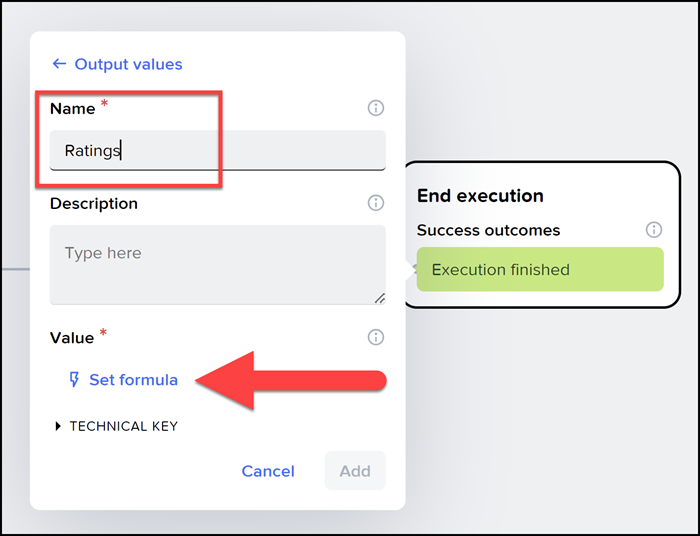 Output values
Name *
Ratings
Description
Type here
Value *
Set formula
TECHNICAL KEY
Cancel
Add
End execution
Success outcomes
Execution finished